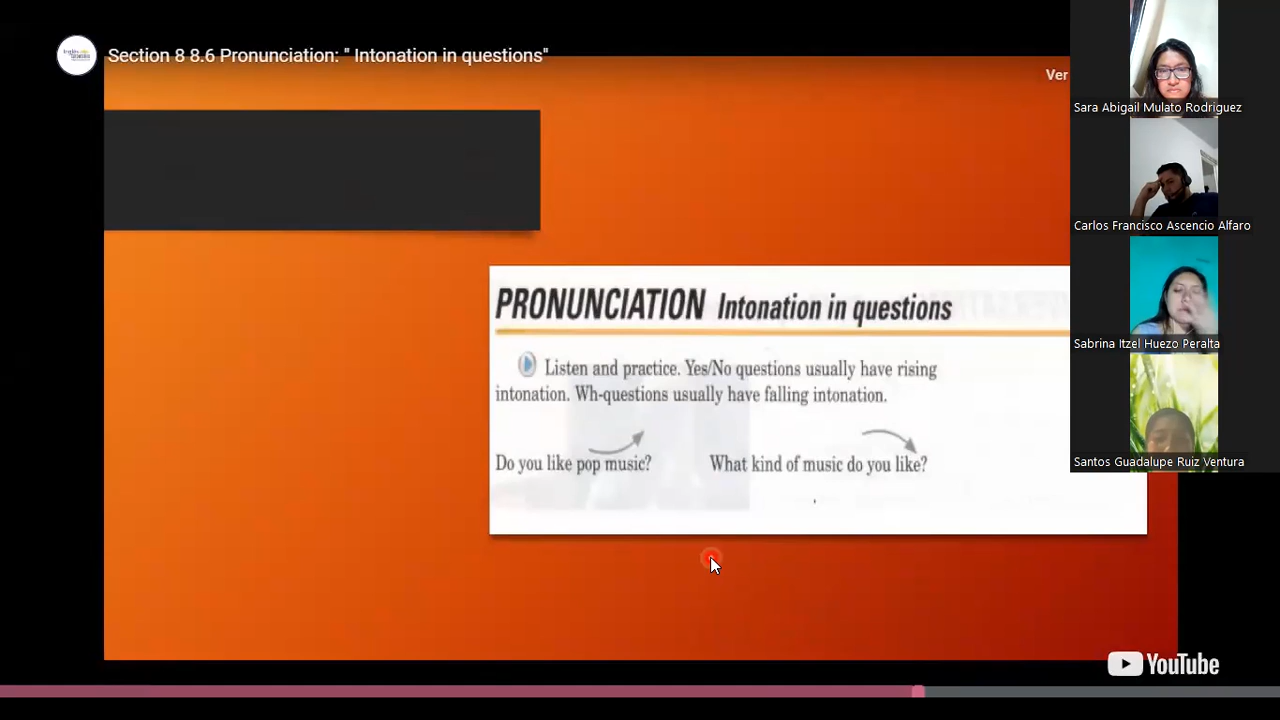 Section 8 8.6 Pronunciation: " Intonation in questions"
Ver
Sara Abigail Mulato Rodriguez
Carlos Francisco Ascencio Alfaro
Sabrina Itzel Huezo Peralta
Santos Guadalupe Ruiz Ventura
PRONUNCIATION Intonation in questions
Listen and practice. Yes/No questions usually have rising
intonation. Wh-questions usually have falling intonation.
Do you like pop music? What kind of music do you like?
YouTube